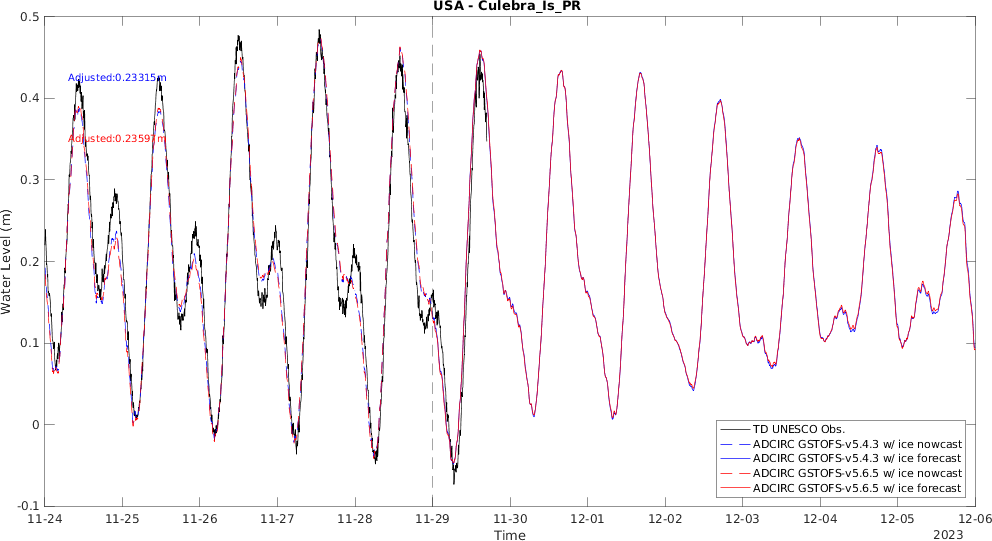 USA - Culebra_Is_PR
0.5
0.4
0.3
0.2
0.1
0
-0.1
Water Level (m)
Adjusted:0.23315m
Adjusted:0.23597m
TD UNESCO Obs.
ADCIRC GSTOFS-v5.4.3 w/ ice nowcast
ADCIRC GSTOFS-v5.4.3 w/ ice forecast
ADCIRC GSTOFS-v5.6.5 w/ ice nowcast
ADCIRC GSTOFS-v5.6.5 w/ ice forecast
11-24 11-25 11-26 11-27 11-28 11-29 11-30 12-01 12-02 12-03 12-04 12-05 12-06
Time
2023